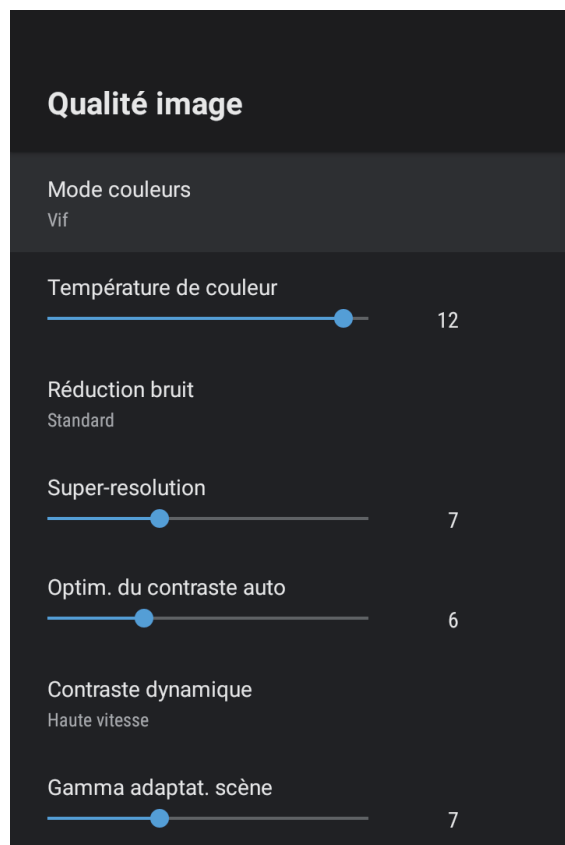 Qualité image
Mode couleurs
Vif
Température de couleur
12
Réduction bruit
Standard
Super-resolution
7
Optim. du contraste auto
6
Contraste dynamique
Haute vitesse
Gamma adaptat. scène
7